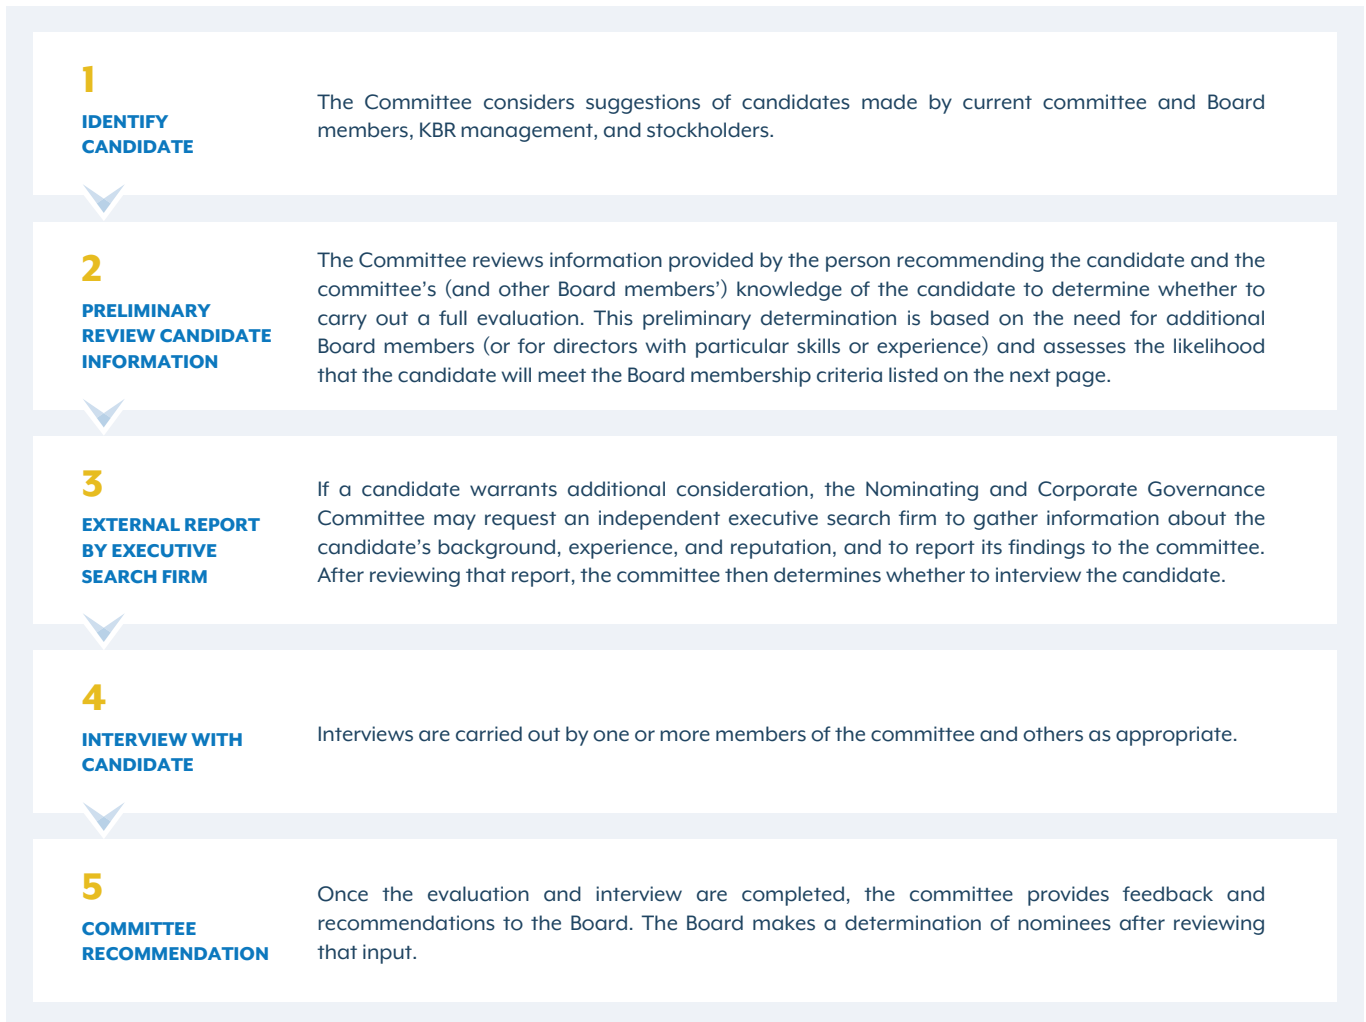 1
IDENTIFY
CANDIDATE
The Committee considers suggestions of candidates made by current committee and Board
members, KBR management, and stockholders.
2
PRELIMINARY
REVIEW CANDIDATE
INFORMATION
The Committee reviews information provided by the person recommending the candidate and the
committee’s (and other Board members’) knowledge of the candidate to determine whether to
carry out a full evaluation. This preliminary determination is based on the need for additional
Board members (or for directors with particular skills or experience) and assesses the likelihood
that the candidate will meet the Board membership criteria listed on the next page.
3
EXTERNAL REPORT
BY EXECUTIVE
SEARCH FIRM
If a candidate warrants additional consideration, the Nominating and Corporate Governance
Committee may request an independent executive search firm to gather information about the
candidate’s background, experience, and reputation, and to report its findings to the committee.
After reviewing that report, the committee then determines whether to interview the candidate.
4
INTERVIEW WITH
CANDIDATE
Interviews are carried out by one or more members of the committee and others as appropriate.
5
COMMITTEE
RECOMMENDATION
Once the evaluation and interview are completed, the committee provides feedback and
recommendations to the Board. The Board makes a determination of nominees after reviewing
that input.